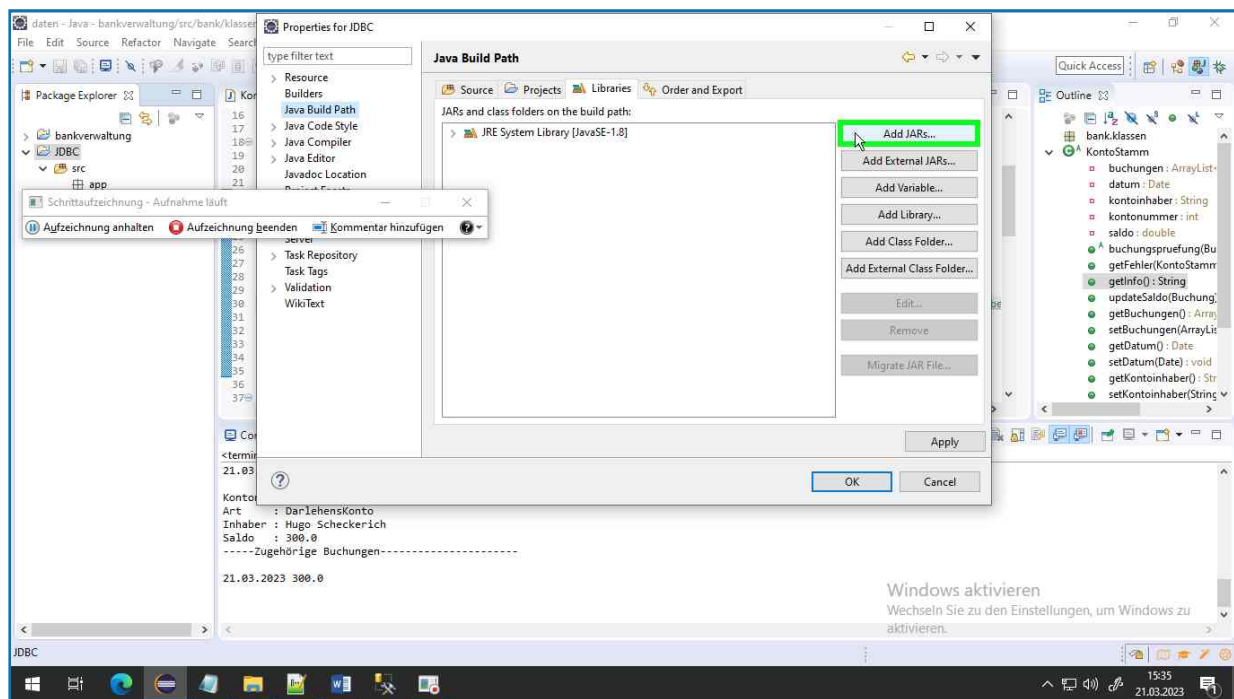 daten - Java - bankverwaltung/src/bank/klassen
File Edit Source Refactor Navigate Search
Quick Access
Package Explorer
bankverwaltung
JDBC
src
app
16
17
18
19
20
21
26
27
28
29
30
31
32
33
34
35
36
37
Properties for JDBC
type filter text
Resource
Builders
Java Build Path
Java Code Style
Java Compiler
Java Editor
Javadoc Location
Project Facets
Server
Task Repository
Task Tags
Validation
WikiText
Java Build Path
Source Projects Libraries Order and Export
JARs and class folders on the build path:
JRE System Library [JavaSE-1.8]
Add JARs...
Add External JARs...
Add Variable...
Add Library...
Add Class Folder...
Add External Class Folder...
Edit...
Remove
Migrate JAR File...
Apply
OK Cancel
Schrittaufzeichnung - Aufnahme läuft
Aufzeichnung anhalten Aufzeichnung beenden Kommentar hinzufügen
Outline
bank.klassen
KontoStamm
buchungen : ArrayList
datum : Date
kontoinhaber : String
kontonummer : int
saldo : double
buchungspruefung(Bu
getFehler(KontoStamm
getInfo() : String
updateSaldo(Buchung)
getBuchungen() : Array
setBuchungen(ArrayLis
getDatum() : Date
setDatum(Date) : void
getKontoinhaber() : Str
setKontoinhaber(String
<termin
21.03
Konto
Art : DarlehensKonto
Inhaber : Hugo Scheckerich
Saldo : 300.0
-----Zugehörige Buchungen----------------------
21.03.2023 300.0
Windows aktivieren
Wechseln Sie zu den Einstellungen, um Windows zu
aktivieren.
JDBC
15:35
21.03.2023